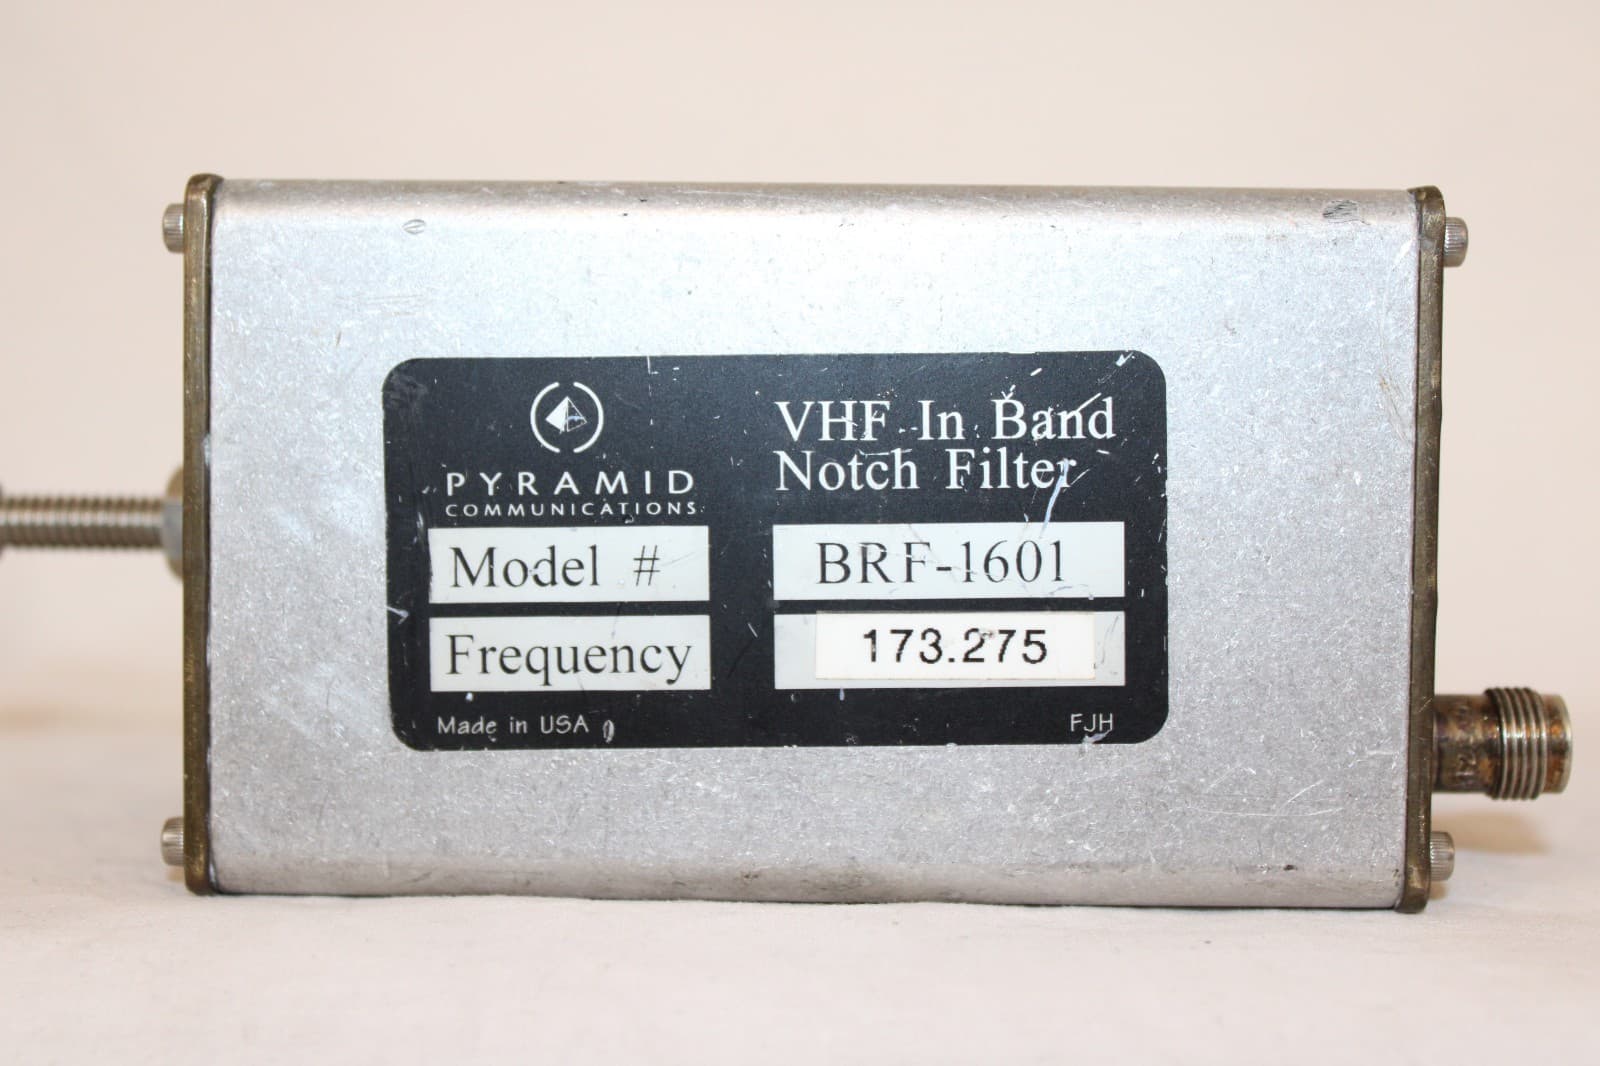 PYRAMID
COMMUNICATIONS
VHF In Band
Notch Filter
Model #
BRF-1601
Frequency
173.275
Made in USA
FJH